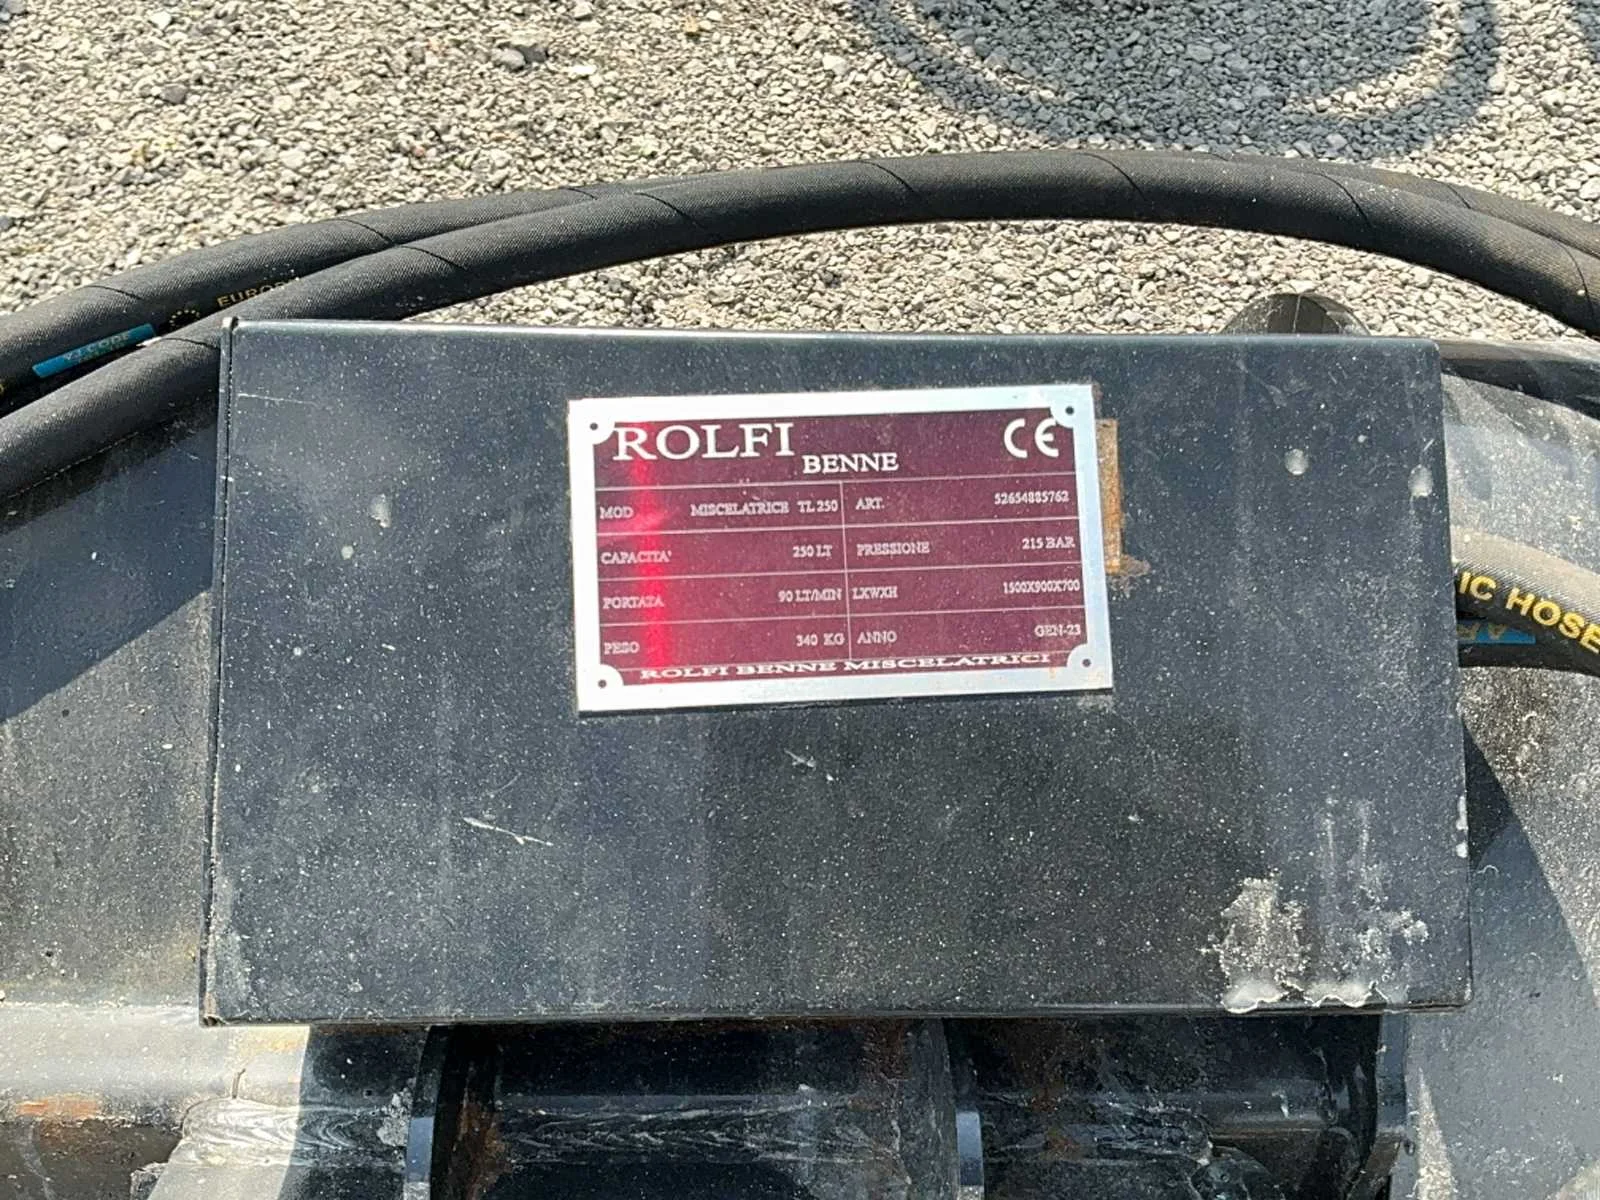 EUROP
ROLFI
BENNE
CE
MOD MISCELATRICE TL 250 ART. 52654885762
CAPACITA' 250 LT PRESSIONE 215 BAR
PORTATA 90 LT/MIN LXWXH 1500X900X700
PESO 340 KG ANNO GEN-23
ROLFI BENNE MISCELATRICI
IC HOSE